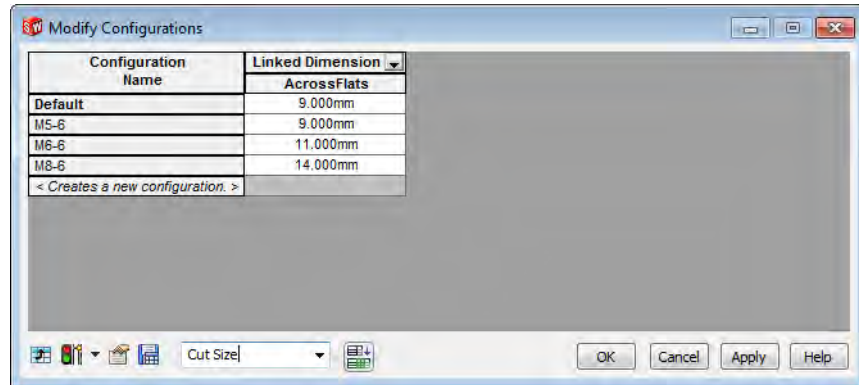 Modify Configurations
Configuration Name Linked Dimension
AcrossFlats
Default 9.000mm
M5-6 9.000mm
M6-6 11.000mm
M8-6 14.000mm
< Creates a new configuration. >
Cut Size OK Cancel Apply Help